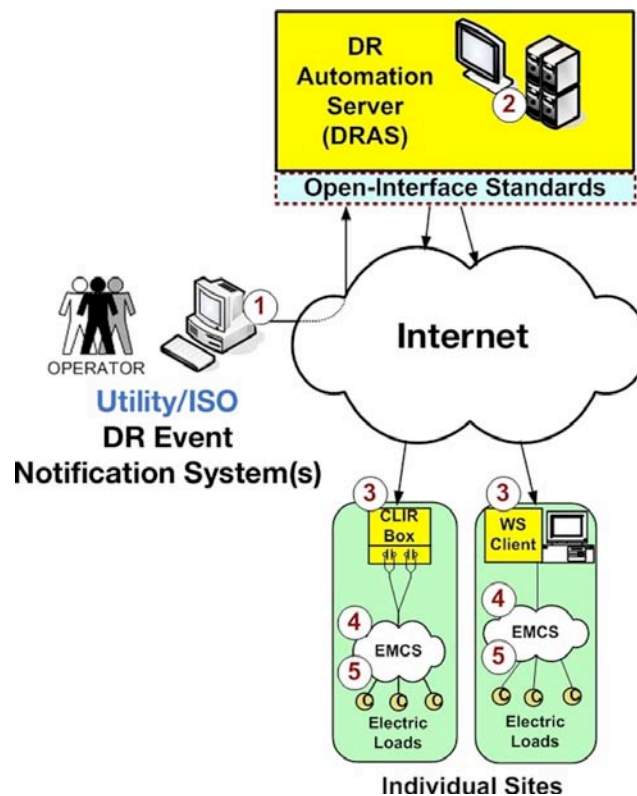 DR
Automation
Server
(DRAS)
2
Open-Interface Standards
1
OPERATOR
Utility/ISO
DR Event
Notification System(s)
Internet
3
CLIR
Box
4
EMCS
5
Electric
Loads
3
WS
Client
4
EMCS
5
Electric
Loads
Individual Sites